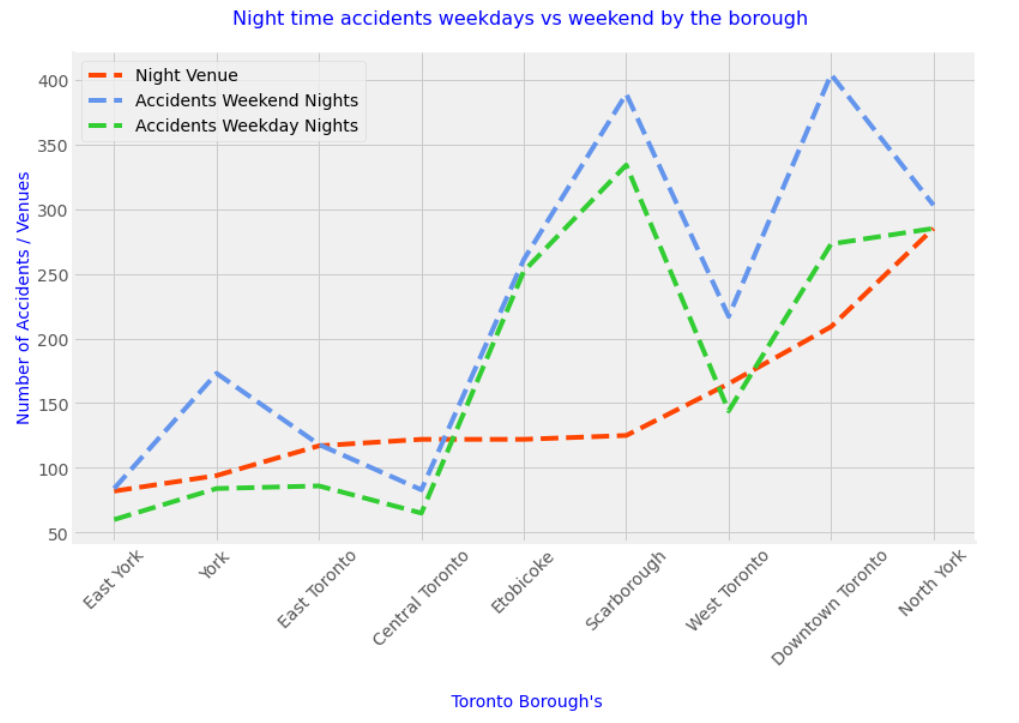 Night time accidents weekdays vs weekend by the borough
Night Venue
Accidents Weekend Nights
Accidents Weekday Nights
Number of Accidents / Venues
400
350
300
250
200
150
100
50
East York
York
East Toronto
Central Toronto
Etobicoke
Scarborough
West Toronto
Downtown Toronto
North York
Toronto Borough's